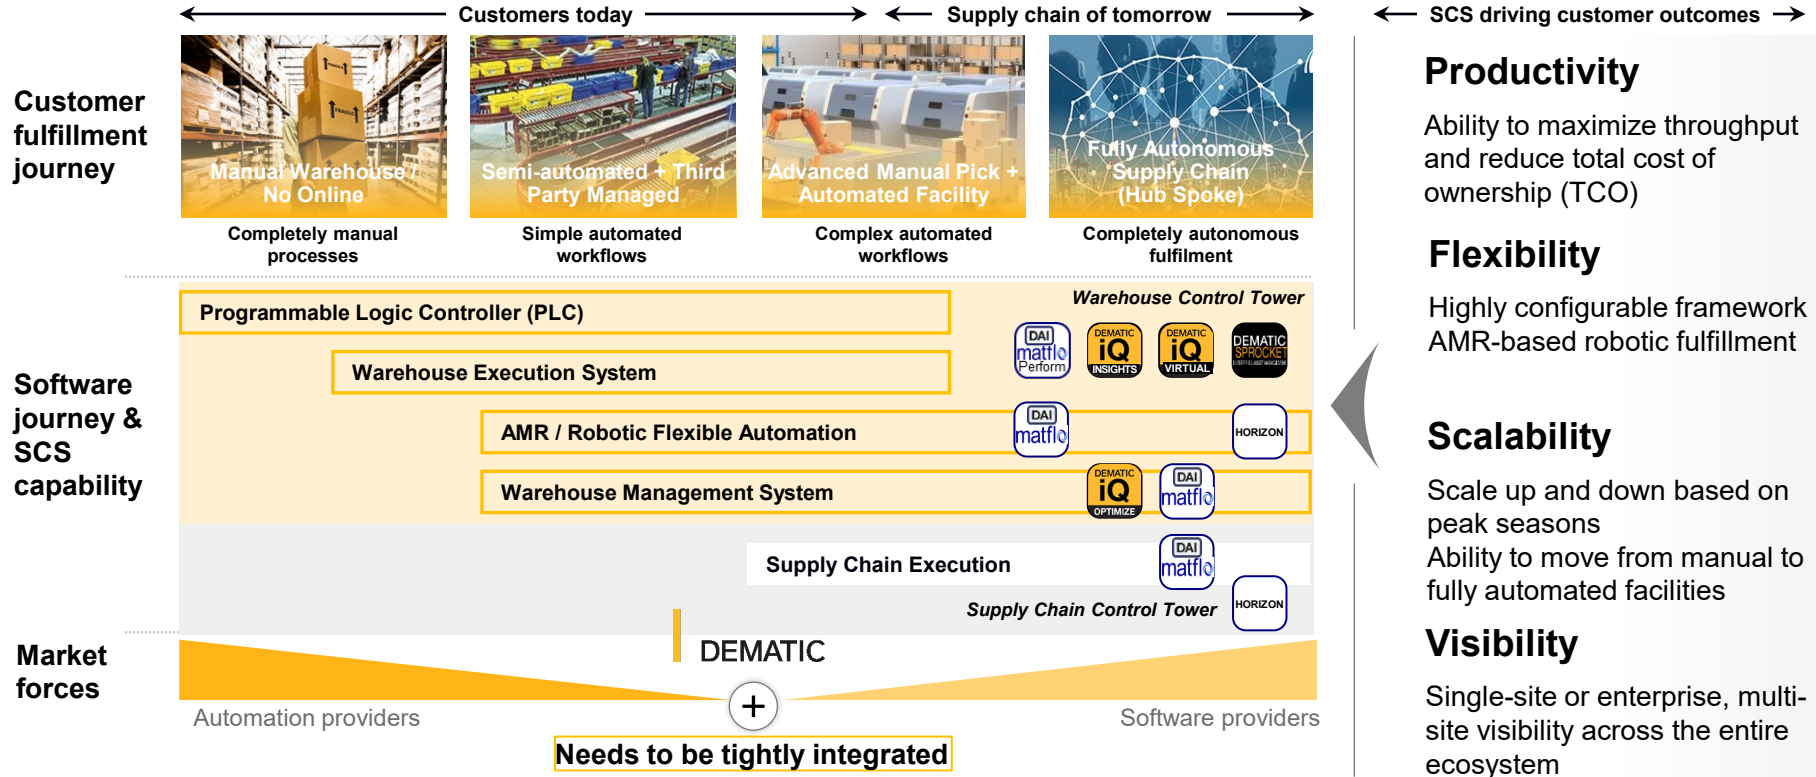 Customers today
Supply chain of tomorrow
SCS driving customer outcomes
Customer
fulfillment
journey
Manual Warehouse /
No Online
Semi-automated + Third
Party Managed
Advanced Manual Pick +
Automated Facility
Fully Autonomous
Supply Chain
(Hub Spoke)
Completely manual
processes
Simple automated
workflows
Complex automated
workflows
Completely autonomous
fulfilment
Software
journey &
SCS
capability
Programmable Logic Controller (PLC)
Warehouse Control Tower
DAI
matflo
Perform
DEMATIC
iQ
INSIGHTS
DEMATIC
iQ
VIRTUAL
DEMATIC
SPROCKET
Warehouse Execution System
AMR / Robotic Flexible Automation
DAI
matflo
HORIZON
Warehouse Management System
DEMATIC
iQ
OPTIMIZE
DAI
matflo
Supply Chain Execution
DAI
matflo
Supply Chain Control Tower
HORIZON
Market
forces
DEMATIC
+
Automation providers
Software providers
Needs to be tightly integrated
Productivity
Ability to maximize throughput
and reduce total cost of
ownership (TCO)
Flexibility
Highly configurable framework
AMR-based robotic fulfillment
Scalability
Scale up and down based on
peak seasons
Ability to move from manual to
fully automated facilities
Visibility
Single-site or enterprise, multi-
site visibility across the entire
ecosystem